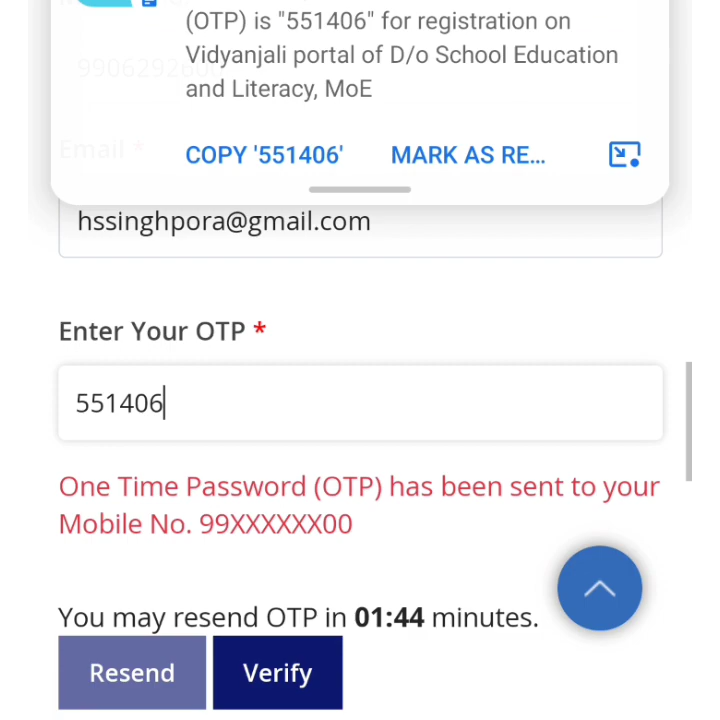 (OTP) is "551406" for registration on
Vidyanjali portal of D/o School Education
and Literacy, MoE
Email *
COPY '551406'
MARK AS RE...
hssinghpora@gmail.com
Enter Your OTP *
551406
One Time Password (OTP) has been sent to your
Mobile No. 99XXXXXX00
You may resend OTP in 01:44 minutes.
Resend
Verify